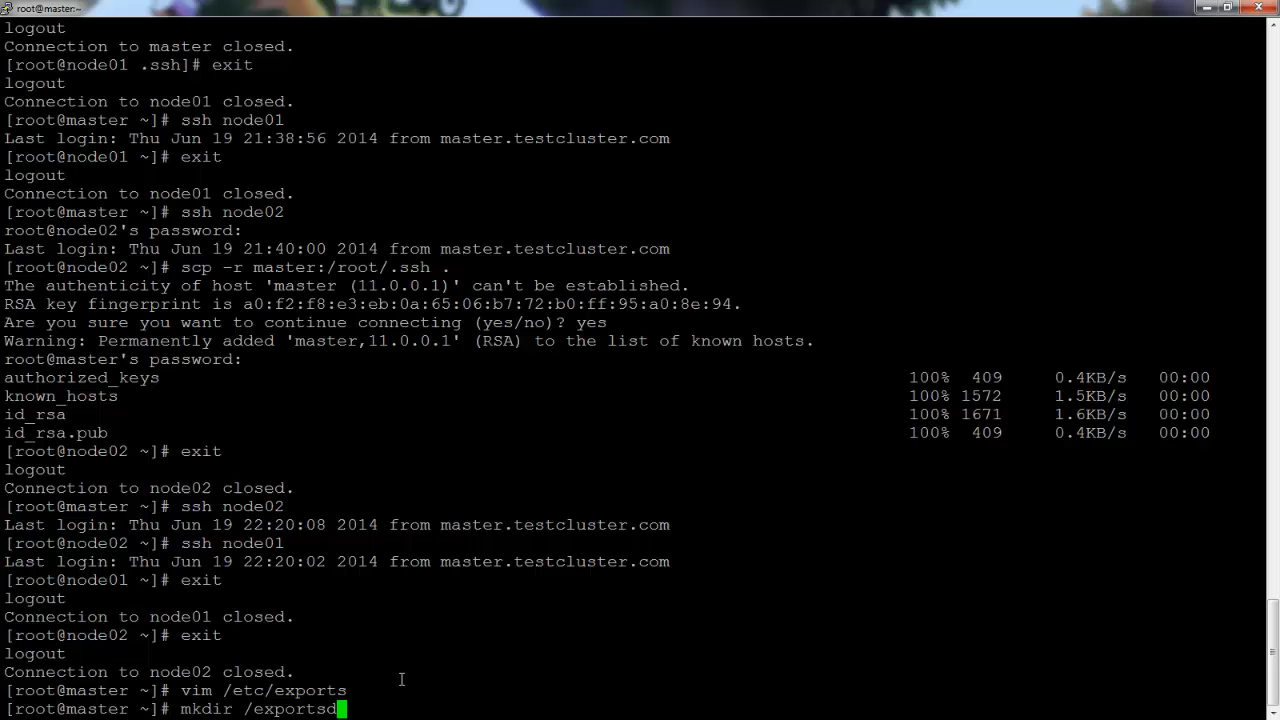 root@master:~
logout
Connection to master closed.
[root@node01 .ssh]# exit
logout
Connection to node01 closed.
[root@master ~]# ssh node01
Last login: Thu Jun 19 21:38:56 2014 from master.testcluster.com
[root@node01 ~]# exit
logout
Connection to node01 closed.
[root@master ~]# ssh node02
root@node02's password:
Last login: Thu Jun 19 21:40:00 2014 from master.testcluster.com
[root@node02 ~]# scp -r master:/root/.ssh .
The authenticity of host 'master (11.0.0.1)' can't be established.
RSA key fingerprint is a0:f2:f8:e3:eb:0a:65:06:b7:72:b0:ff:95:a0:8e:94.
Are you sure you want to continue connecting (yes/no)? yes
Warning: Permanently added 'master,11.0.0.1' (RSA) to the list of known hosts.
root@master's password:
authorized_keys 100% 409 0.4KB/s 00:00
known_hosts 100% 1572 1.5KB/s 00:00
id_rsa 100% 1671 1.6KB/s 00:00
id_rsa.pub 100% 409 0.4KB/s 00:00
[root@node02 ~]# exit
logout
Connection to node02 closed.
[root@master ~]# ssh node02
Last login: Thu Jun 19 22:20:08 2014 from master.testcluster.com
[root@node02 ~]# ssh node01
Last login: Thu Jun 19 22:20:02 2014 from master.testcluster.com
[root@node01 ~]# exit
logout
Connection to node01 closed.
[root@node02 ~]# exit
logout
Connection to node02 closed.
[root@master ~]# vim /etc/exports
[root@master ~]# mkdir /exportsd